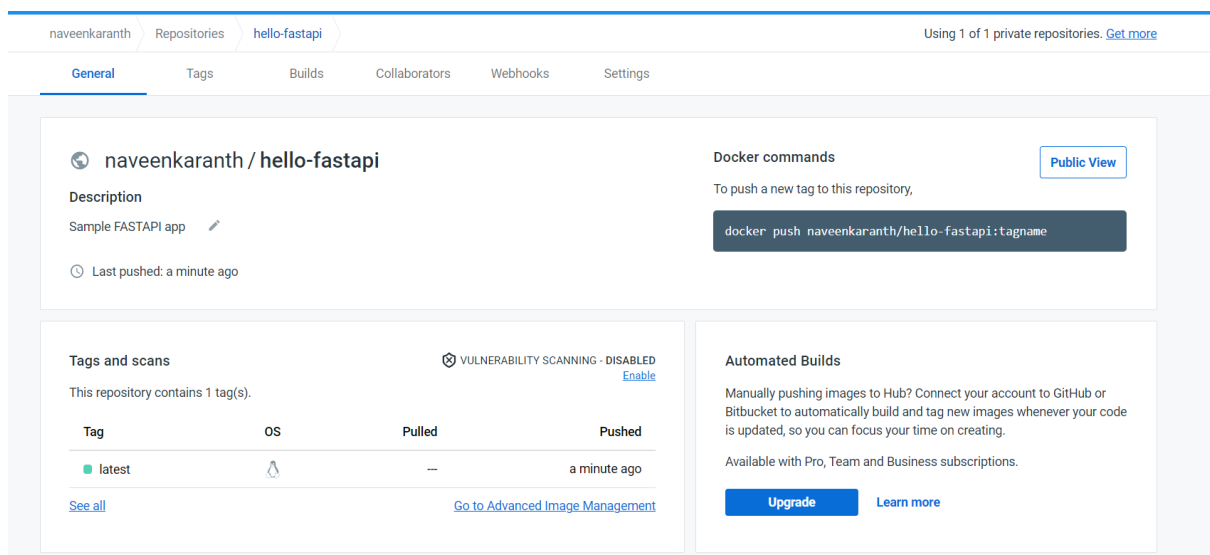 naveenkaranth Repositories hello-fastapi Using 1 of 1 private repositories. Get more
General Tags Builds Collaborators Webhooks Settings
naveenkaranth / hello-fastapi
Description
Sample FASTAPI app
Last pushed: a minute ago
Docker commands
Public View
To push a new tag to this repository,
docker push naveenkaranth/hello-fastapi:tagname
Tags and scans
VULNERABILITY SCANNING - DISABLED
Enable
This repository contains 1 tag(s).
Tag OS Pulled Pushed
latest --- a minute ago
See all Go to Advanced Image Management
Automated Builds
Manually pushing images to Hub? Connect your account to GitHub or
Bitbucket to automatically build and tag new images whenever your code
is updated, so you can focus your time on creating.
Available with Pro, Team and Business subscriptions.
Upgrade Learn more